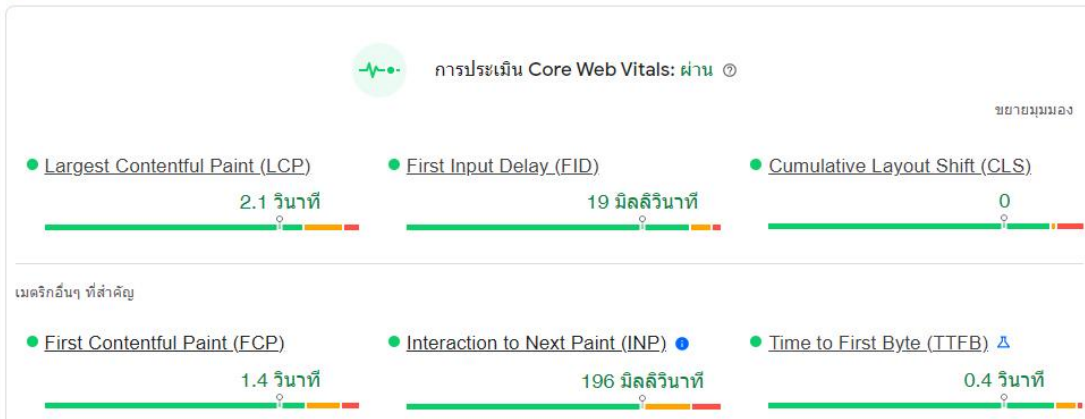 การประเมิน Core Web Vitals: ผ่าน
ขยายมุมมอง
Largest Contentful Paint (LCP)
2.1 วินาที
First Input Delay (FID)
19 มิลลิวินาที
Cumulative Layout Shift (CLS)
0
เมตริกอื่นๆ ที่สำคัญ
First Contentful Paint (FCP)
1.4 วินาที
Interaction to Next Paint (INP)
196 มิลลิวินาที
Time to First Byte (TTFB)
0.4 วินาที